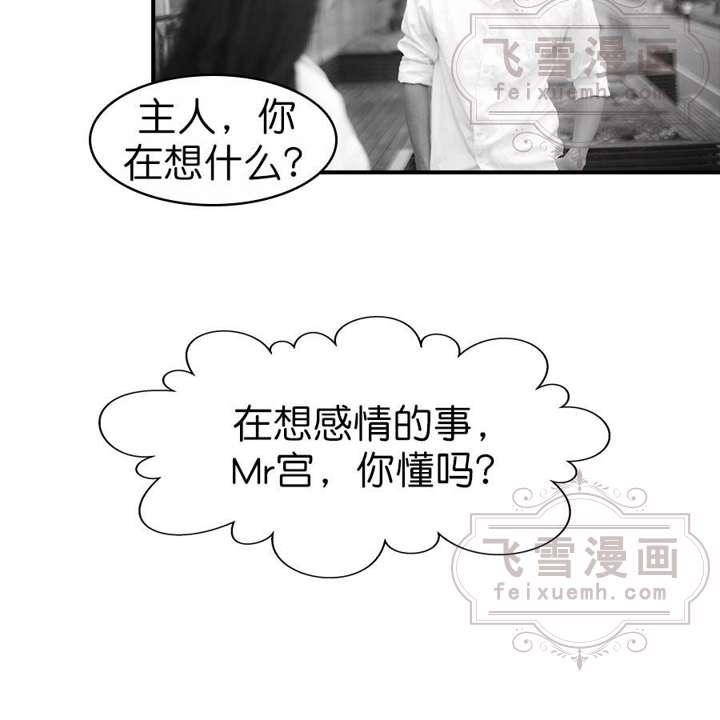 飞雪漫画
feixuemh.com
主人，你
在想什么？
在想感情的事，
Mr宫，你懂吗？
飞雪漫画
feixuemh.com